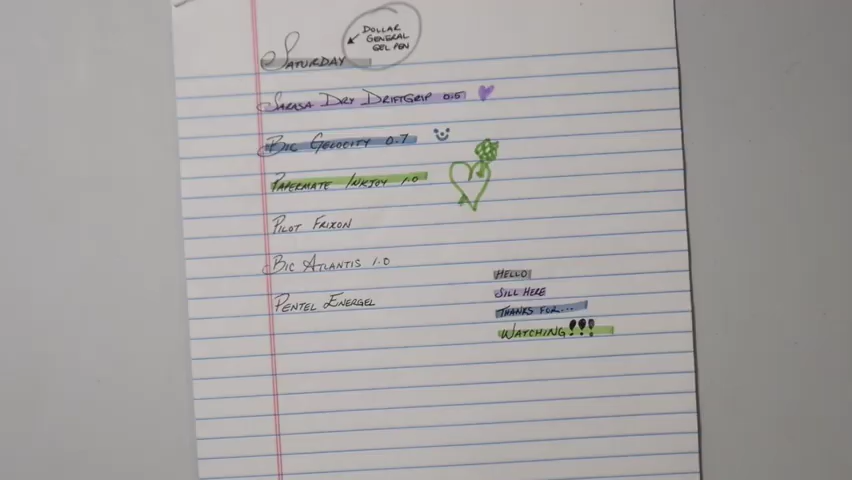 DOLLAR
GENERAL
GEL PEN
SATURDAY
SARASA DRY DRIFTGRIP 0.5
BIC GELOCITY 0.7
PAPERMATE INKJOY 1.0
PILOT FRIXON
BIC ATLANTIS 1.0
PENTEL ENERGEL
HELLO
JILL HERE
THANKS FOR...
WATCHING!!!